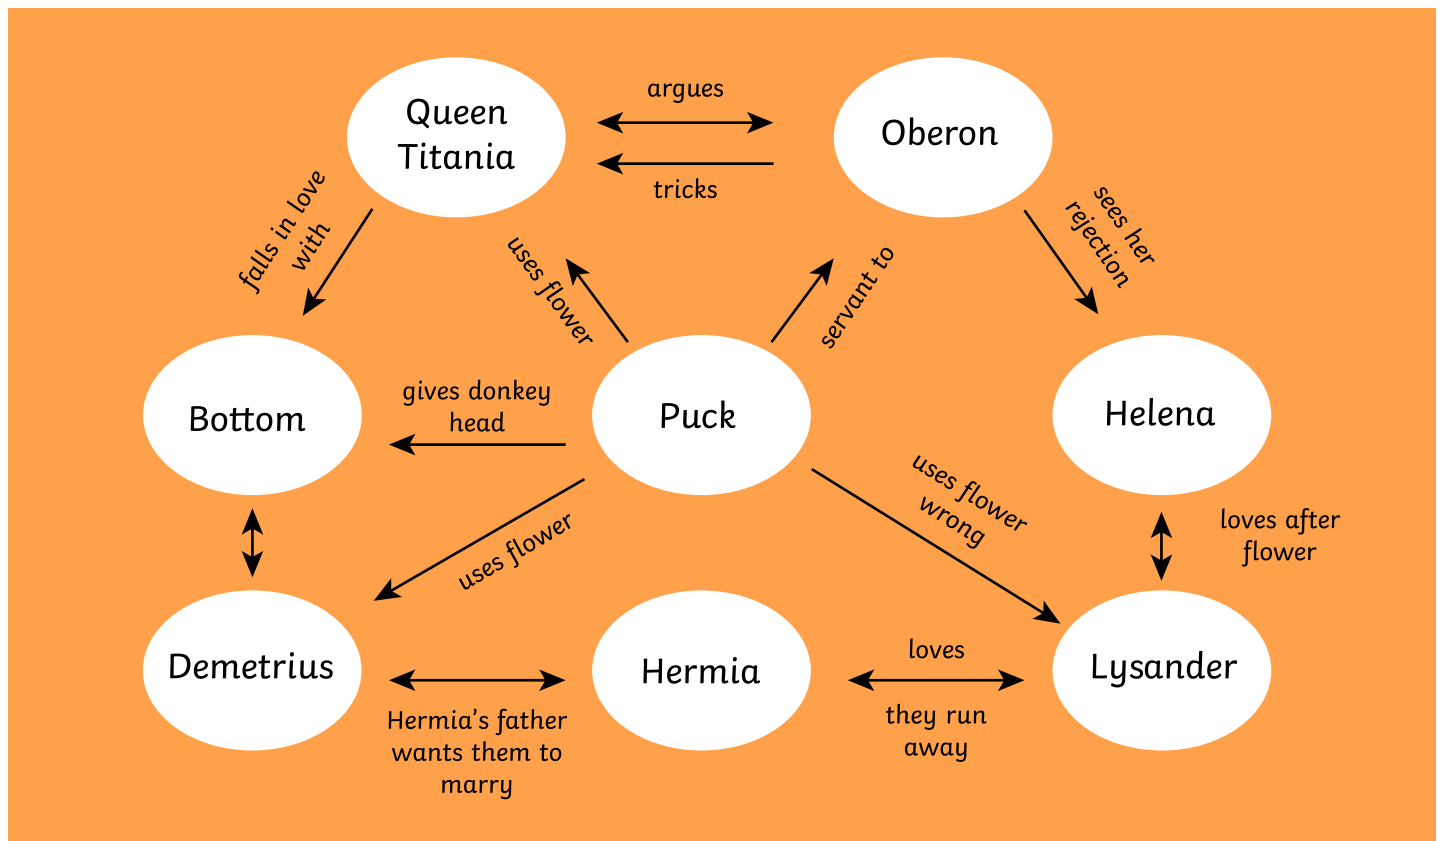 argues
Queen
Titania
Oberon
tricks
falls in love
with
sees her
rejection
uses flower
servant to
gives donkey
head
Bottom
Puck
Helena
uses flower
wrong
loves after
flower
uses flower
Demetrius
Hermia
loves
Lysander
Hermia's father
wants them to
marry
they run
away